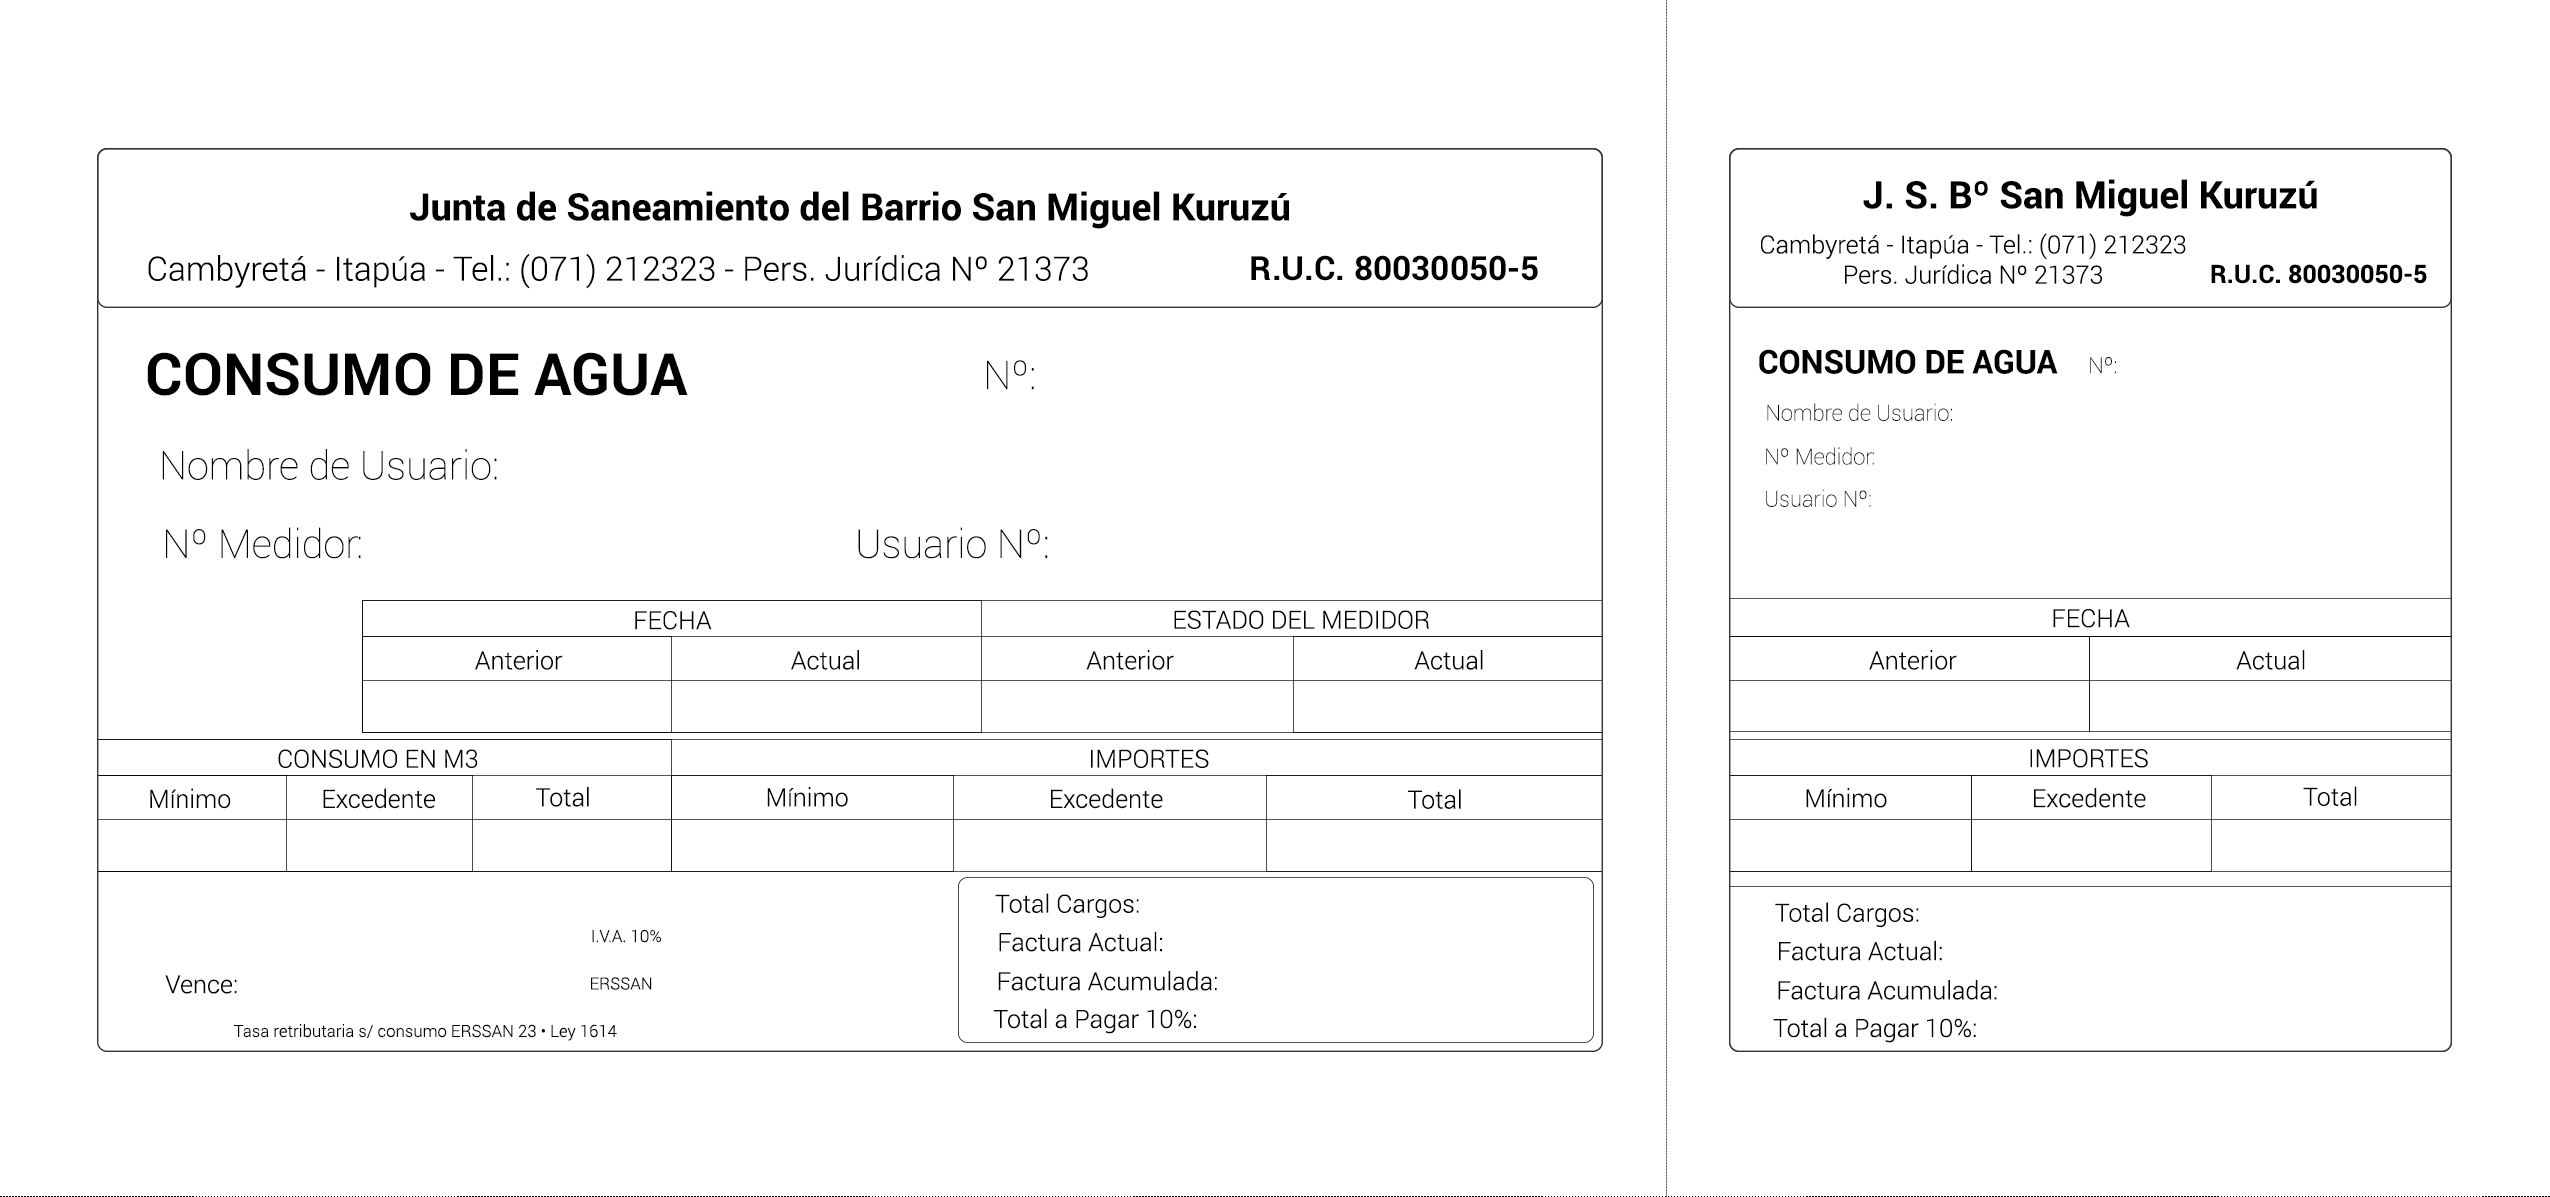 Junta de Saneamiento del Barrio San Miguel Kuruzú
Cambyretá - Itapúa - Tel.: (071) 212323 - Pers. Jurídica Nº 21373 R.U.C. 80030050-5
CONSUMO DE AGUA Nº:
Nombre de Usuario:
Nº Medidor: Usuario Nº:
FECHA ESTADO DEL MEDIDOR
Anterior Actual Anterior Actual
CONSUMO EN M3 IMPORTES
Mínimo Excedente Total Mínimo Excedente Total
I.V.A. 10%
Vence: ERSSAN
Tasa retributaria s/ consumo ERSSAN 23 • Ley 1614
Total Cargos:
Factura Actual:
Factura Acumulada:
Total a Pagar 10%:
J. S. Bº San Miguel Kuruzú
Cambyretá - Itapúa - Tel.: (071) 212323
Pers. Jurídica Nº 21373 R.U.C. 80030050-5
CONSUMO DE AGUA Nº:
Nombre de Usuario:
Nº Medidor:
Usuario Nº:
FECHA
Anterior Actual
IMPORTES
Mínimo Excedente Total
Total Cargos:
Factura Actual:
Factura Acumulada:
Total a Pagar 10%: